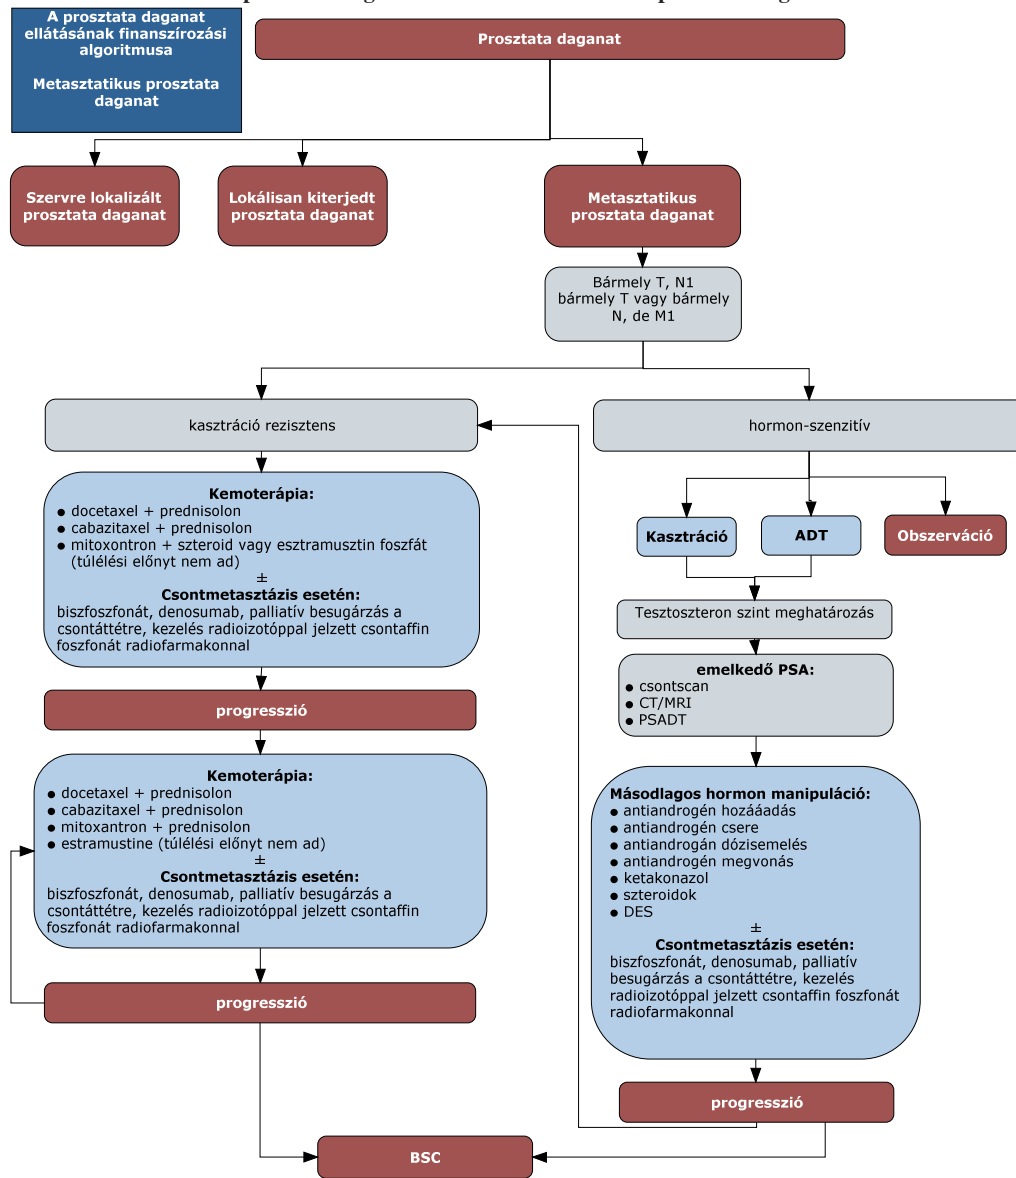 A prosztata daganat
ellátásának finanszírozási
algoritmusa
Metasztatikus prosztata
daganat
Prosztata daganat
Szervre lokalizált
prosztata daganat
Lokálisan kiterjedt
prosztata daganat
Metasztatikus
prosztata daganat
Bármely T, N1
bármely T vagy bármely
N, de M1
kasztráció rezisztens
hormon-szenzitív
Kemoterápia:
● docetaxel + prednisolon
● cabazitaxel + prednisolon
● mitoxontron + szteroid vagy esztramusztin foszfát
(túlélési előnyt nem ad)
±
Csontmetasztázis esetén:
biszfoszfonát, denosumab, palliatív besugárzás a
csontáttétre, kezelés radioizotóppal jelzett csontaffin
foszfonát radiofarmakonnal
progresszió
Kemoterápia:
● docetaxel + prednisolon
● cabazitaxel + prednisolon
● mitoxantron + prednisolon
● estramustine (túlélési előnyt nem ad)
±
Csontmetasztázis esetén:
biszfoszfonát, denosumab, palliatív besugárzás a
csontáttétre, kezelés radioizotóppal jelzett csontaffin
foszfonát radiofarmakonnal
progresszió
Kasztráció
ADT
Obszerváció
Tesztoszteron szint meghatározás
emelkedő PSA:
● csontscan
● CT/MRI
● PSADT
Másodlagos hormon manipuláció:
● antiandrogén hozááadás
● antiandrogén csere
● antiandrogán dózisemelés
● antiandrogén megvonás
● ketakonazol
● szteroidok
● DES
±
Csontmetasztázis esetén:
biszfoszfonát, denosumab, palliatív
besugárzás a csontáttétre, kezelés
radioizotóppal jelzett csontaffin foszfonát
radiofarmakonnal
progresszió
BSC